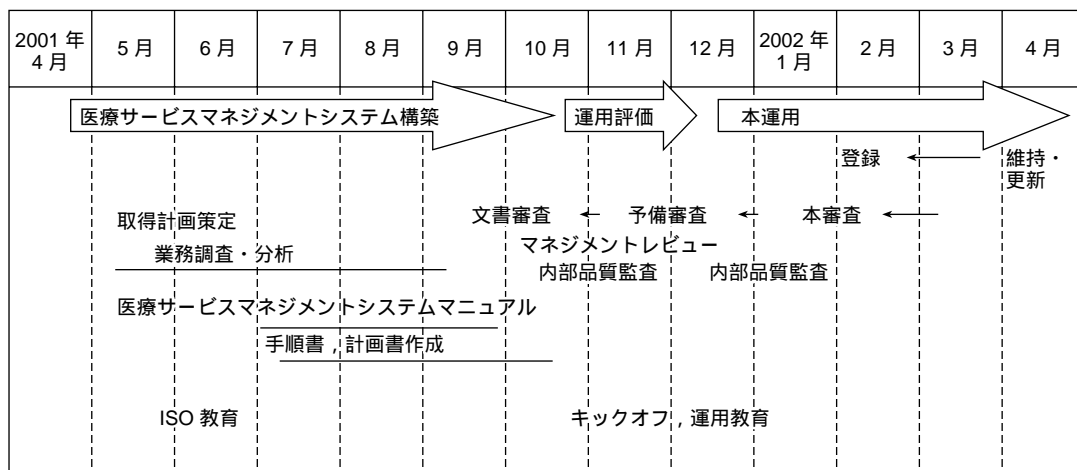 2001 年 4 月
5 月
6 月
7 月
8 月
9 月
10 月
11 月
12 月
2002 年 1 月
2 月
3 月
4 月
医療サービスマネジメントシステム構築
運用評価
本運用
登録
維持・
更新
取得計画策定
文書審査
予備審査
本審査
業務調査・分析
マネジメントレビュー
内部品質監査
内部品質監査
医療サービスマネジメントシステムマニュアル
手順書，計画書作成
ISO 教育
キックオフ，運用教育